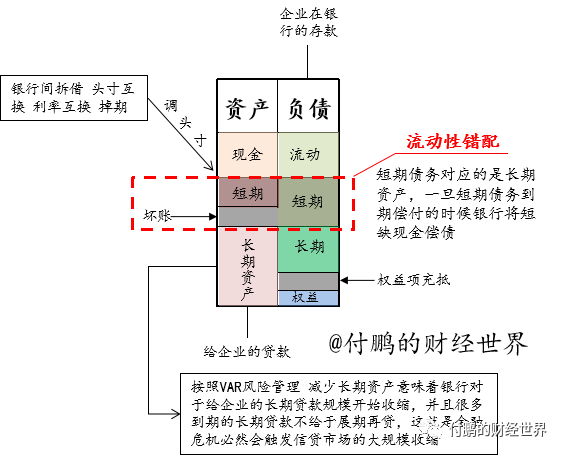 企业在银
行的存款
银行间拆借 头寸互
换 利率互换 掉期
调
头
寸
资产
负债
现金
流动
短期
短期
坏账
长
期
资
产
长期
权益
流动性错配
短期债务对应的是长期
资产，一旦短期债务到
期偿付的时候银行将短
缺现金偿债
权益项充抵
给企业的贷款
@付鹏的财经世界
按照VAR风险管理 减少长期资产意味着银行对
于给企业的长期贷款规模开始收缩，并且很多
到期的长期贷款不给于展期再贷，这
危机必然会触发信贷市场的大规模收缩
付鹏的财经世界